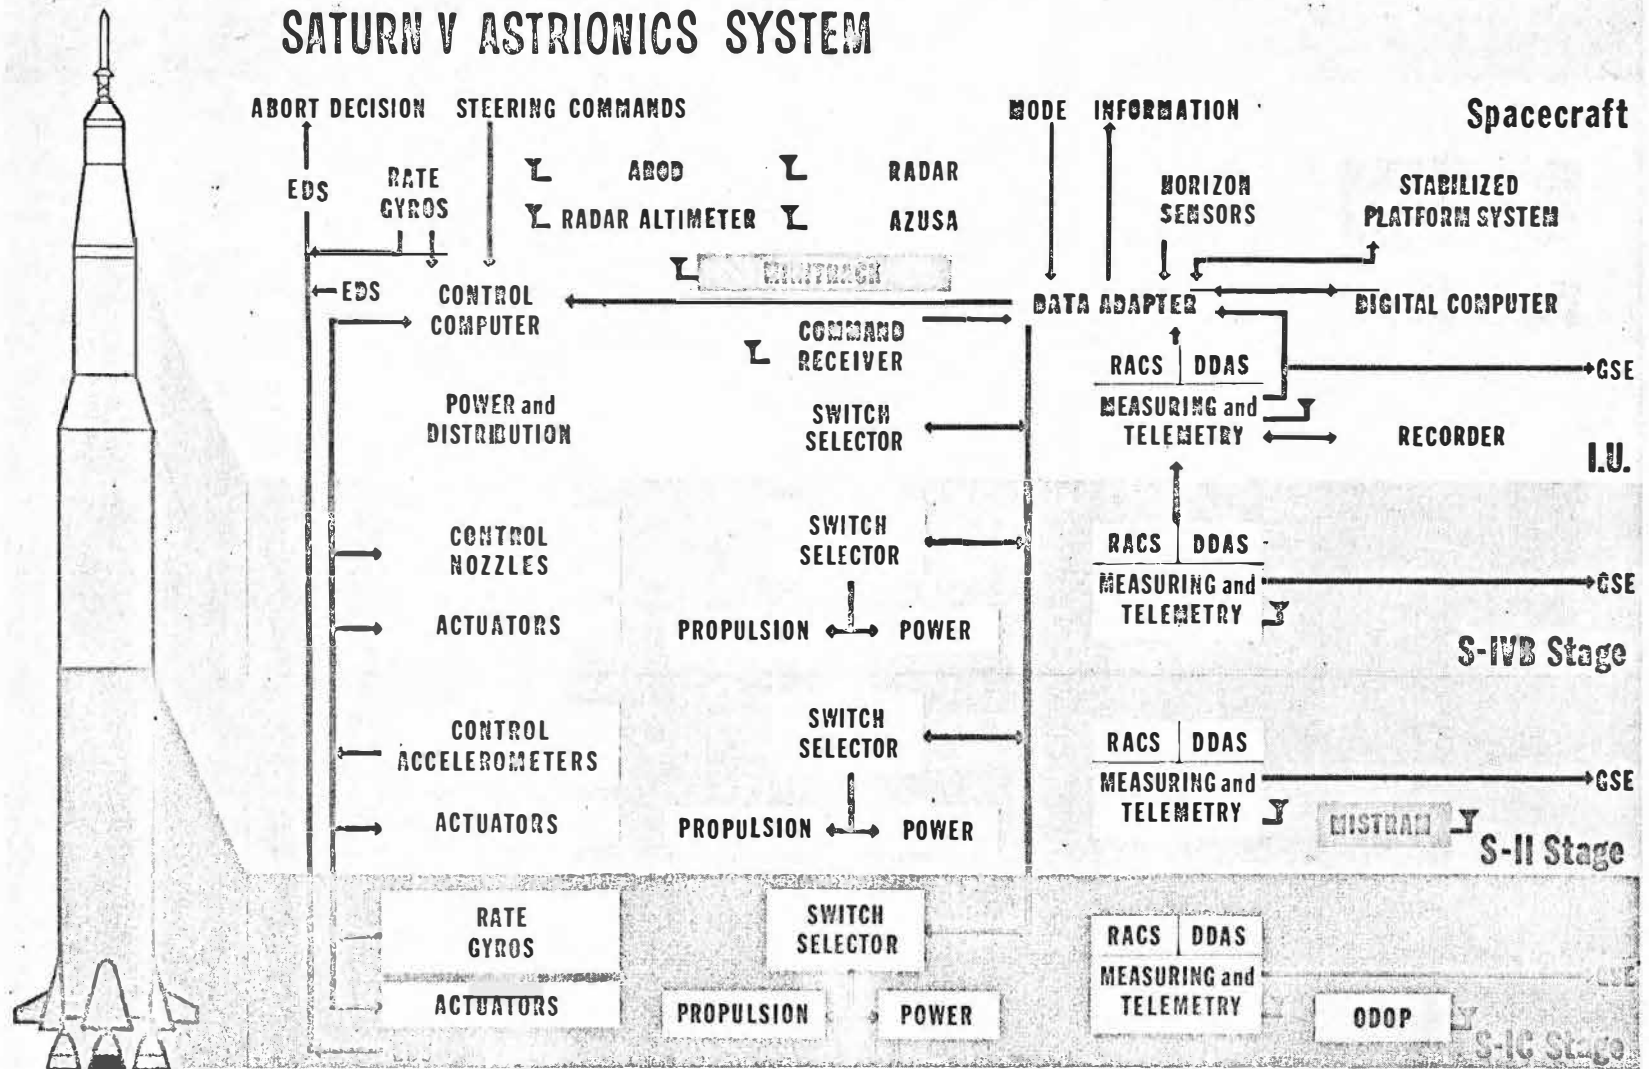 SATURN V ASTRIONICS SYSTEM
ABORT DECISION
STEERING COMMANDS
MODE INFORMATION
Spacecraft
EDS
RATE
GYROS
RADAR
RADAR ALTIMETER
AZUSA
HORIZON
SENSORS
STABILIZED
PLATFORM SYSTEM
EDS
CONTROL
COMPUTER
COMMAND
RECEIVER
DATA ADAPTER
DIGITAL COMPUTER
RACS DDAS
MEASURING and
TELEMETRY
GSE
RECORDER
POWER and
DISTRIBUTION
SWITCH
SELECTOR
I.U.
CONTROL
NOZZLES
ACTUATORS
SWITCH
SELECTOR
PROPULSION
POWER
RACS DDAS
MEASURING and
TELEMETRY
GSE
S-IVB Stage
CONTROL
ACCELEROMETERS
ACTUATORS
SWITCH
SELECTOR
PROPULSION
POWER
RACS DDAS
MEASURING and
TELEMETRY
GSE
MISTRAM
S-II Stage
RATE
GYROS
ACTUATORS
SWITCH
SELECTOR
PROPULSION
POWER
RACS DDAS
MEASURING and
TELEMETRY
GSE
ODOP
S-IC Stage
EDS